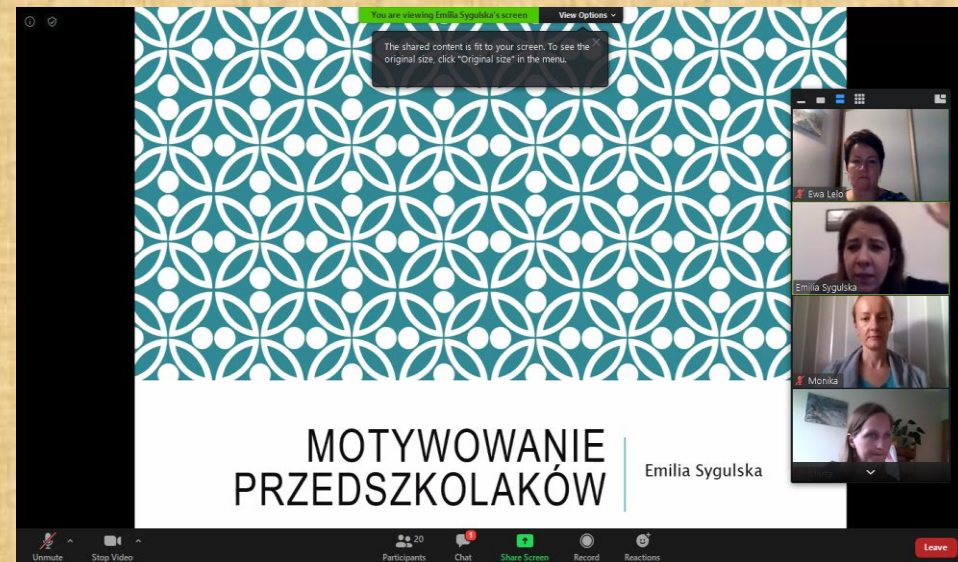 You are viewing Emilia Sygulska's screen
View Options
The shared content is fit to your screen. To see the
original size, click "Original size" in the menu.
Ewa Lelo
Emilia Sygulska
Monika
MOTYWOWANIE
PRZEDSZKOLAKÓW
Emilia Sygulska
Unmute
Stop Video
20
Participants
1
Chat
Share Screen
Record
Reactions
Leave